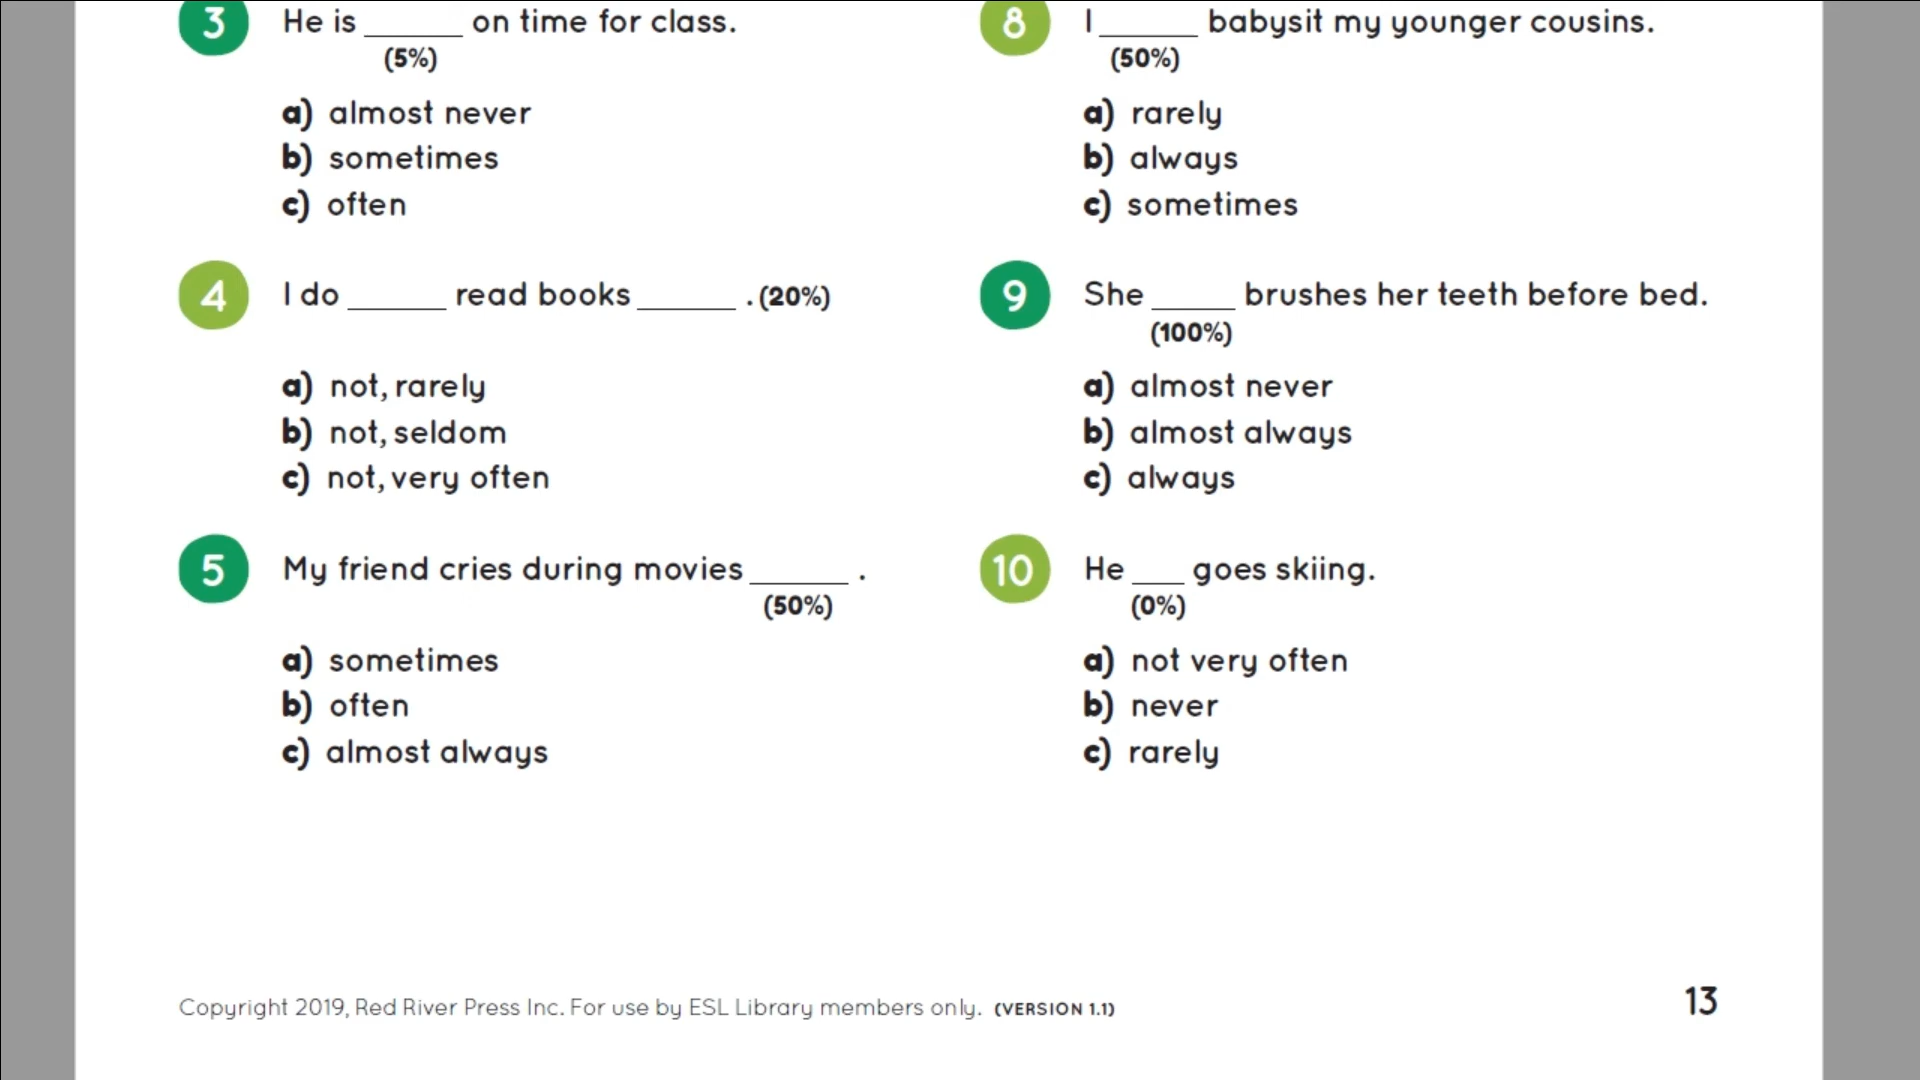 3 He is ______ on time for class.
(5%)
a) almost never
b) sometimes
c) often
4 I do ______ read books ______ . (20%)
a) not, rarely
b) not, seldom
c) not, very often
5 My friend cries during movies ______ .
(50%)
a) sometimes
b) often
c) almost always
8 I ______ babysit my younger cousins.
(50%)
a) rarely
b) always
c) sometimes
9 She _____ brushes her teeth before bed.
(100%)
a) almost never
b) almost always
c) always
10 He ___ goes skiing.
(0%)
a) not very often
b) never
c) rarely
Copyright 2019, Red River Press Inc. For use by ESL Library members only. (VERSION 1.1)
13